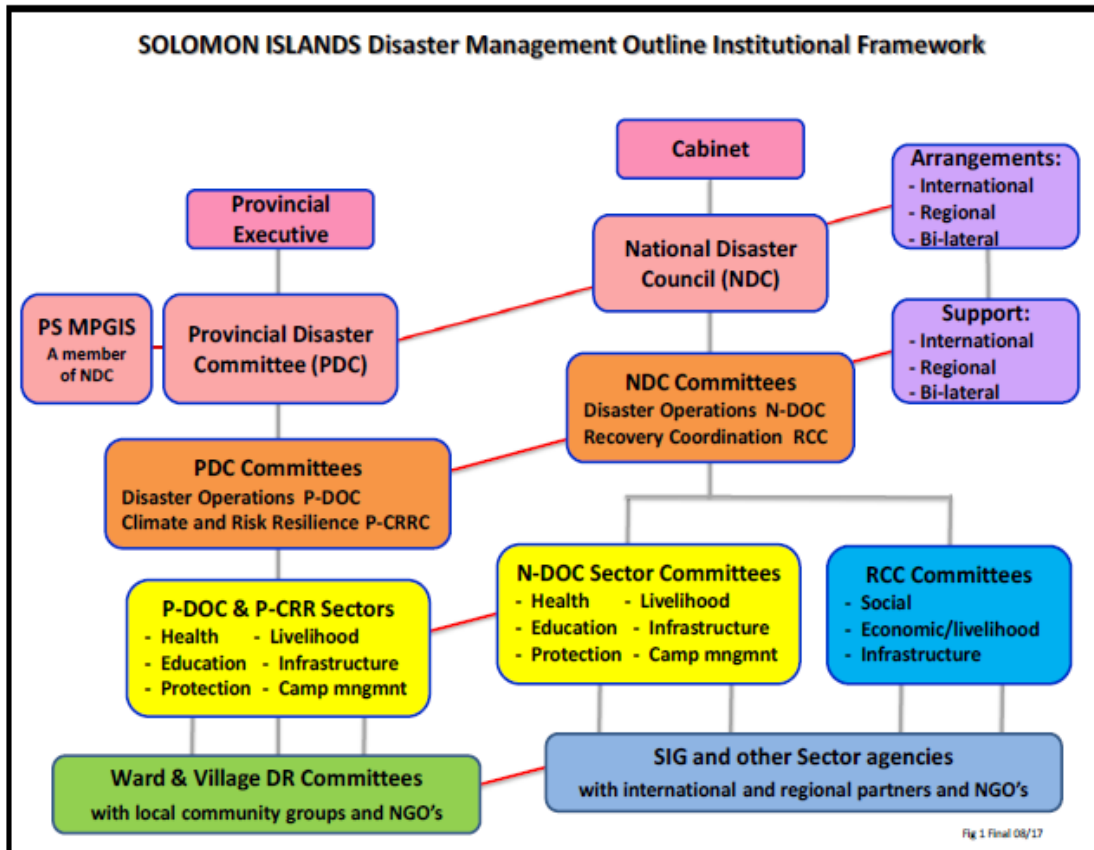 SOLOMON ISLANDS Disaster Management Outline Institutional Framework
Cabinet
Arrangements:
- International
- Regional
- Bi-lateral
Provincial
Executive
National Disaster
Council (NDC)
PS MPGIS
A member
of NDC
Provincial Disaster
Committee (PDC)
Support:
- International
- Regional
- Bi-lateral
NDC Committees
Disaster Operations N-DOC
Recovery Coordination RCC
PDC Committees
Disaster Operations P-DOC
Climate and Risk Resilience P-CRRC
P-DOC & P-CRR Sectors
- Health - Livelihood
- Education - Infrastructure
- Protection - Camp mngmnt
N-DOC Sector Committees
- Health - Livelihood
- Education - Infrastructure
- Protection - Camp mngmnt
RCC Committees
- Social
- Economic/livelihood
- Infrastructure
Ward & Village DR Committees
with local community groups and NGO's
SIG and other Sector agencies
with international and regional partners and NGO's
Fig 1 Final 08/17